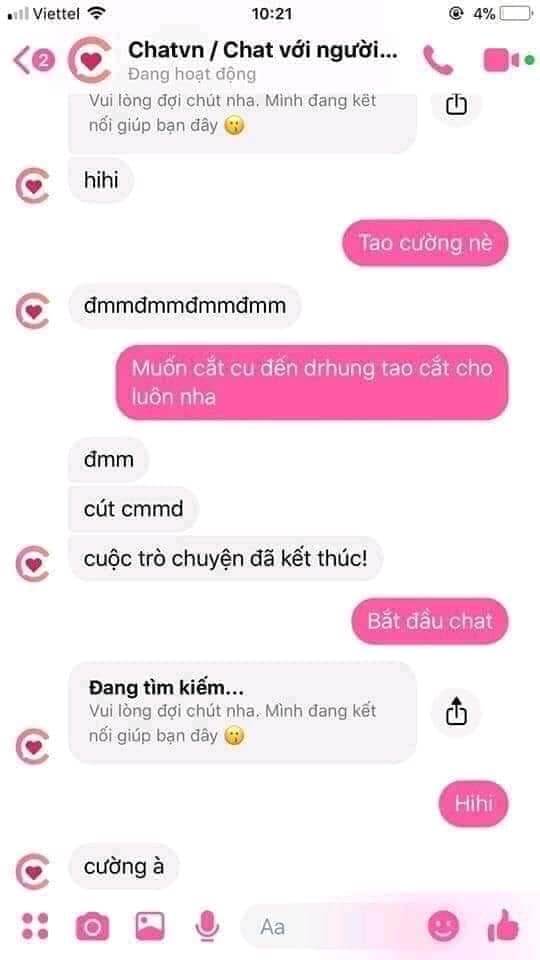 Viettel 10:21 4%
2
Chatvn / Chat với người...
Đang hoạt động
Vui lòng đợi chút nha. Mình đang kết
nối giúp bạn đây
hihi
Tao cường nè
đmmđmmđmmđmm
Muốn cắt cu đến drhung tao cắt cho
luôn nha
đmm
cút cmmd
cuộc trò chuyện đã kết thúc!
Bắt đầu chat
Đang tìm kiếm...
Vui lòng đợi chút nha. Mình đang kết
nối giúp bạn đây
Hihi
cường à
Aa